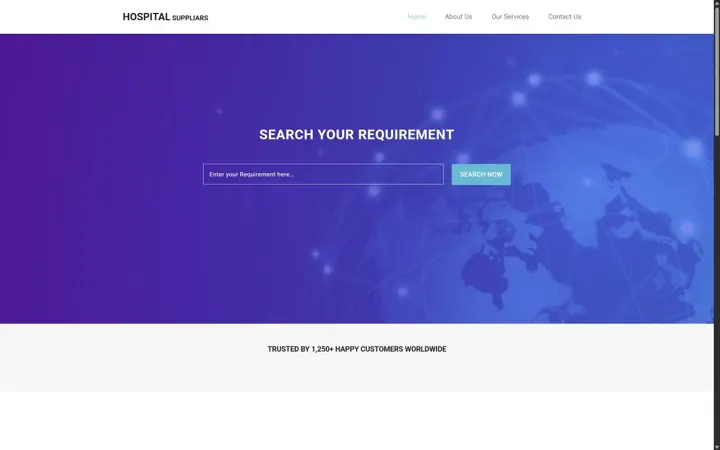 HOSPITAL SUPPLIARS
Home About Us Our Services Contact Us
SEARCH YOUR REQUIREMENT
Enter your Requirement here... SEARCH NOW
TRUSTED BY 1,250+ HAPPY CUSTOMERS WORLDWIDE